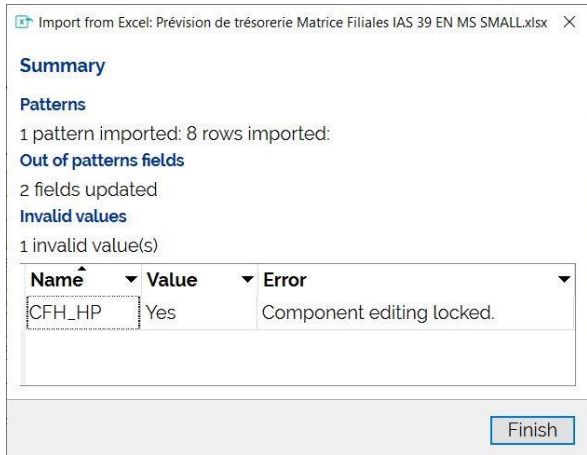 Import from Excel: Prévision de trésorerie Matrice Filiales IAS 39 EN MS SMALL.xlsx
Summary
Patterns
1 pattern imported: 8 rows imported:
Out of patterns fields
2 fields updated
Invalid values
1 invalid value(s)
Name Value Error
CFH_HP Yes Component editing locked.
Finish